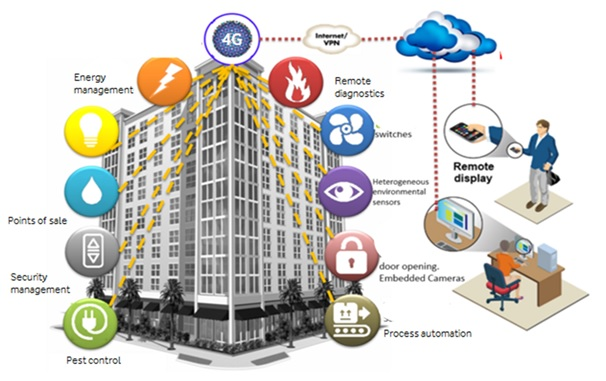 4G
Internet/
VPN
Energy
management
Remote
diagnostics
switches
Remote
display
Heterogeneous
environmental
sensors
Points of sale
door opening.
Embedded Cameras
Security
management
Process automation
Pest control